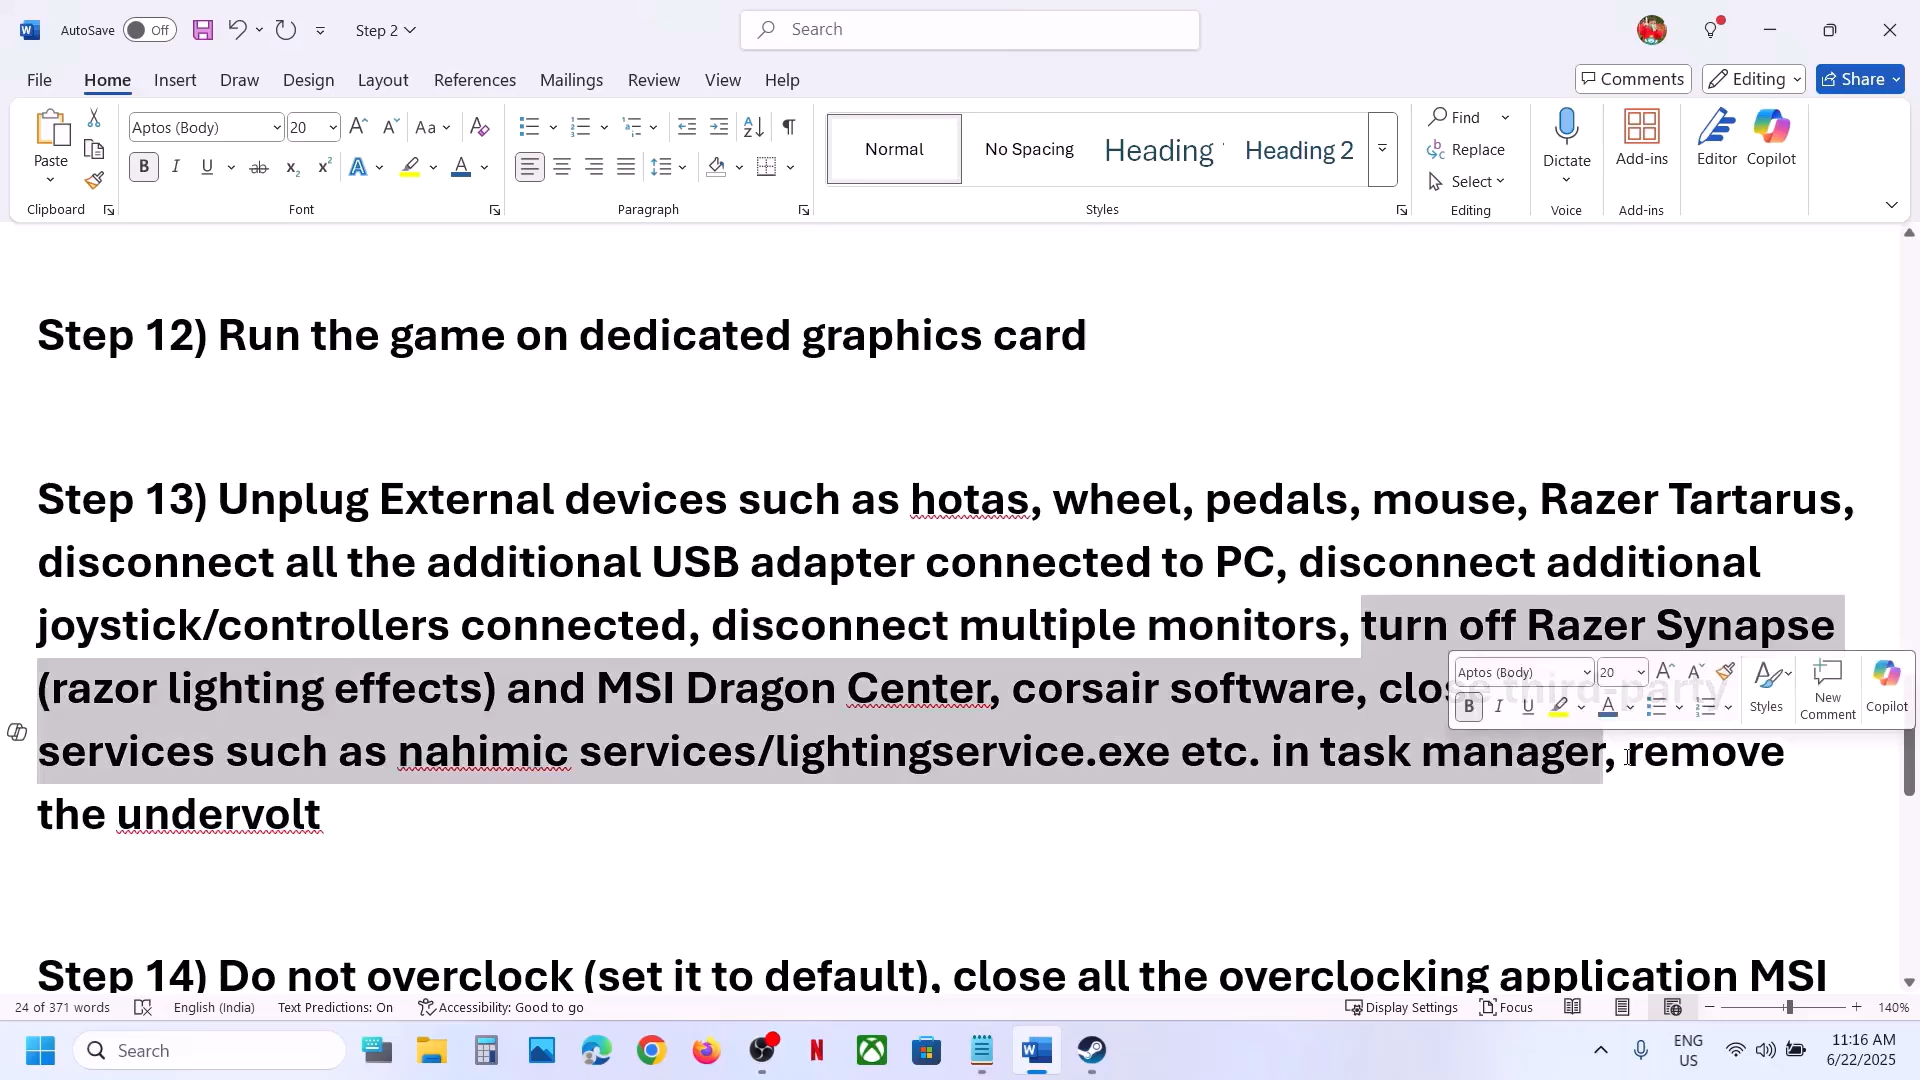 AutoSave Off Step 2 Search
File Home Insert Draw Design Layout References Mailings Review View Help Comments Editing Share
Paste
Clipboard
Aptos (Body) 20
Font
Paragraph
Normal No Spacing Heading Heading 2
Styles
Find
Replace
Select
Editing
Dictate
Voice
Add-ins
Add-ins
Editor Copilot
Step 12) Run the game on dedicated graphics card
Step 13) Unplug External devices such as hotas, wheel, pedals, mouse, Razer Tartarus,
disconnect all the additional USB adapter connected to PC, disconnect additional
joystick/controllers connected, disconnect multiple monitors, turn off Razer Synapse
(razor lighting effects) and MSI Dragon Center, corsair software, close third-party
services such as nahimic services/lightingservice.exe etc. in task manager, remove
the undervolt
Aptos (Body) 20
Styles New Comment Copilot
Step 14) Do not overclock (set it to default), close all the overclocking application MSI
24 of 371 words English (India) Text Predictions: On Accessibility: Good to go Display Settings Focus 140%
Search
ENG
US
11:16 AM
6/22/2025